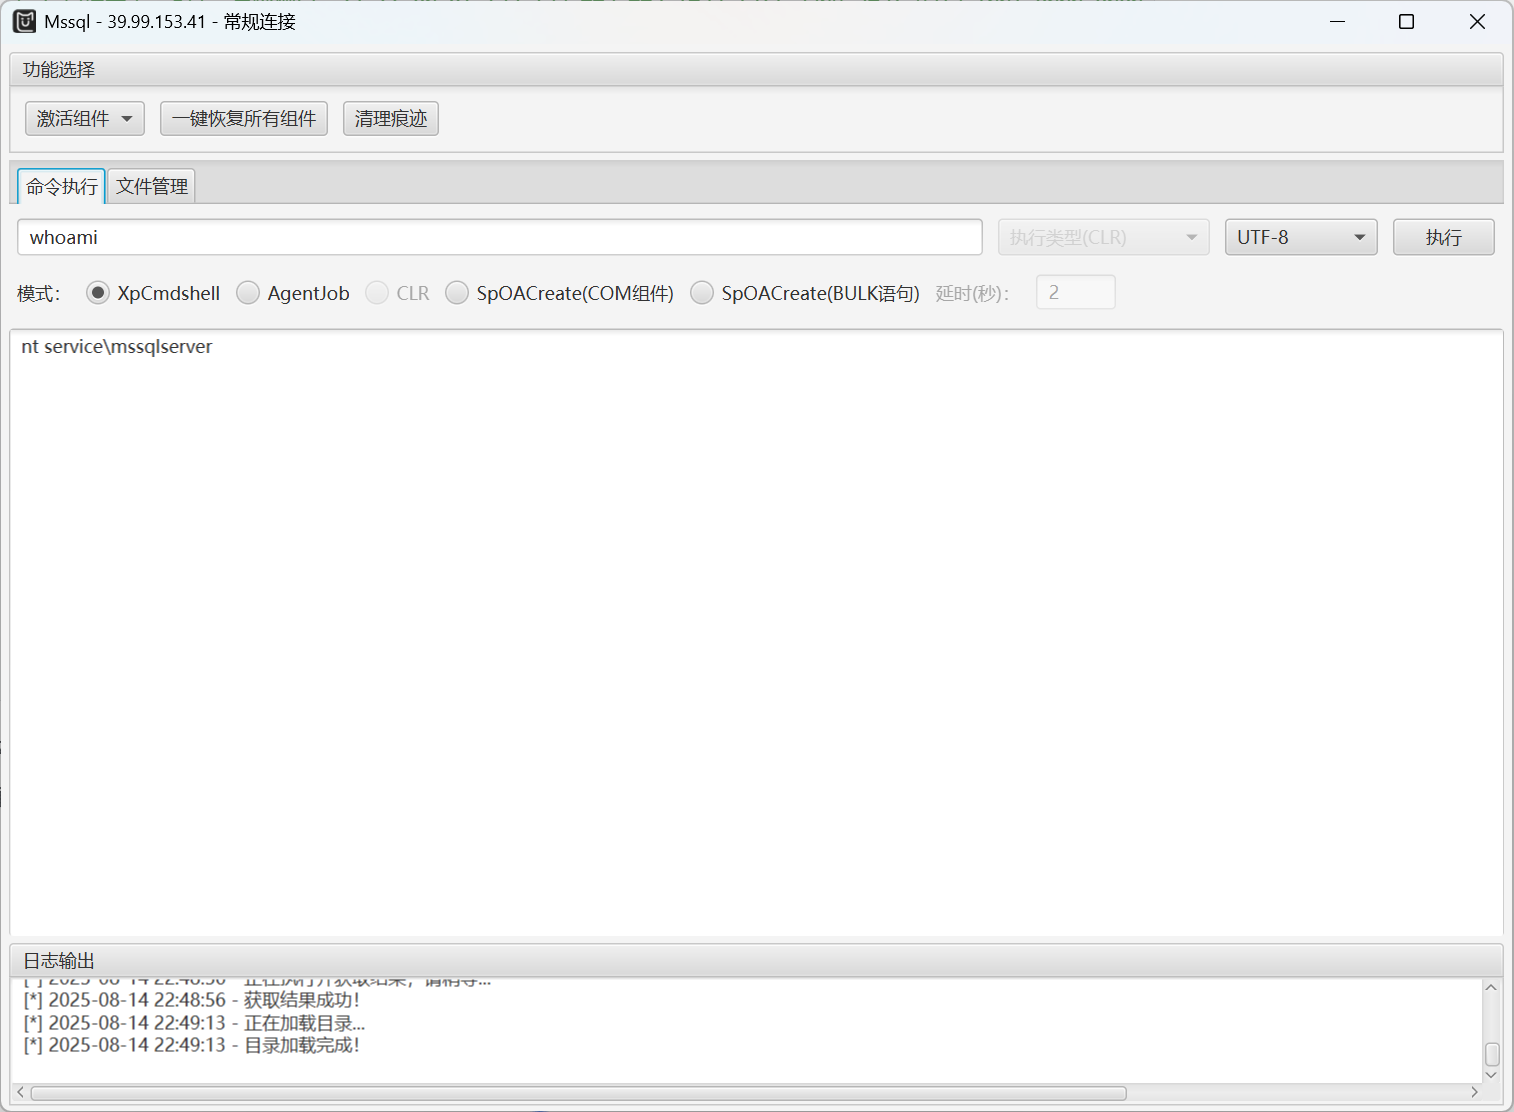 Mssql - 39.99.153.41 - 常规连接
功能选择
激活组件 一键恢复所有组件 清理痕迹
命令执行 文件管理
whoami 执行类型(CLR) UTF-8 执行
模式： XpCmdshell AgentJob CLR SpOACreate(COM组件) SpOACreate(BULK语句) 延时(秒)： 2
nt service\mssqlserver
日志输出
[*] 2025-08-14 22:48:56 - 获取结果成功！
[*] 2025-08-14 22:49:13 - 正在加载目录...
[*] 2025-08-14 22:49:13 - 目录加载完成！